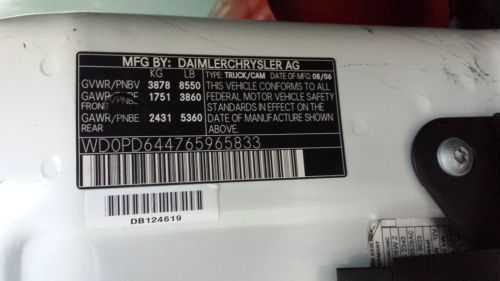 MFG BY: DAIMLERCHRYSLER AG
KG LB TYPE: TRUCK/CAM DATE OF MFG: 08/06
GVWR/PNBV 3878 8550 THIS VEHICLE CONFORMS TO ALL
GAWR/PNBE 1751 3860 FEDERAL MOTOR VEHICLE SAFETY
FRONT STANDARDS IN EFFECT ON THE
GAWR/PNBE 2431 5360 DATE OF MANUFACTURE SHOWN
REAR ABOVE.
WD0PD644765965833
DB124619